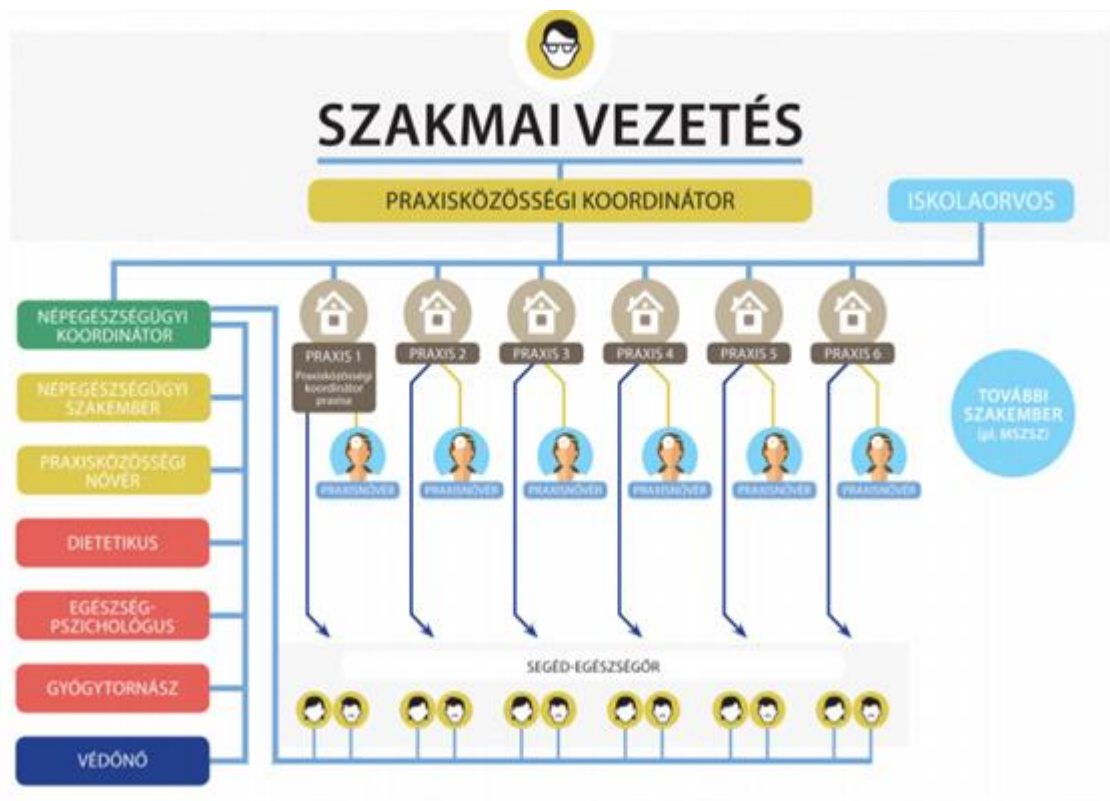 SZAKMAI VEZETÉS
PRAXISKÖZÖSSÉGI KOORDINÁTOR
ISKOLAORVOS
NÉPEGÉSZSÉGÜGYI
KOORDINÁTOR
NÉPEGÉSZSÉGÜGYI
SZAKEMBER
PRAXISKÖZÖSSÉGI
NŐVÉR
DIETETIKUS
EGÉSZSÉG-
PSZICHOLÓGUS
GYÓGYTORNÁSZ
VÉDŐNŐ
PRAXIS 1
Praxisközösségi
koordinátor
praxisa
PRAXIS 2
PRAXIS 3
PRAXIS 4
PRAXIS 5
PRAXIS 6
PRAXISNŐVÉR
PRAXISNŐVÉR
PRAXISNŐVÉR
PRAXISNŐVÉR
PRAXISNŐVÉR
PRAXISNŐVÉR
TOVÁBBI
SZAKEMBER
(pl. MSZSZ)
SEGÉD-EGÉSZSÉGŐR